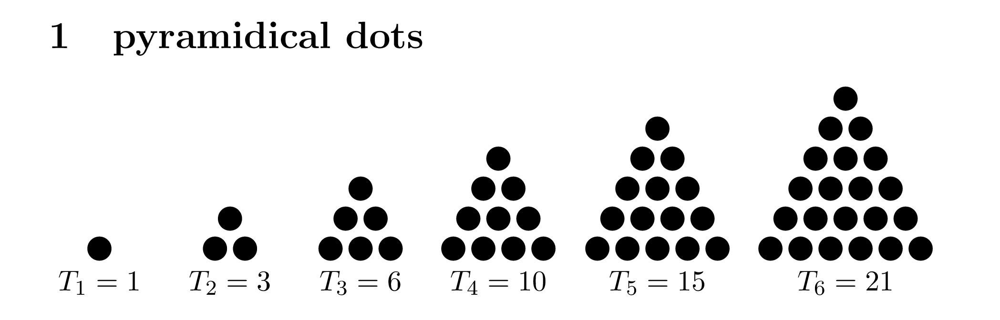 1 pyramidical dots
T₁ = 1 T₂ = 3 T₃ = 6 T₄ = 10 T₅ = 15 T₆ = 21